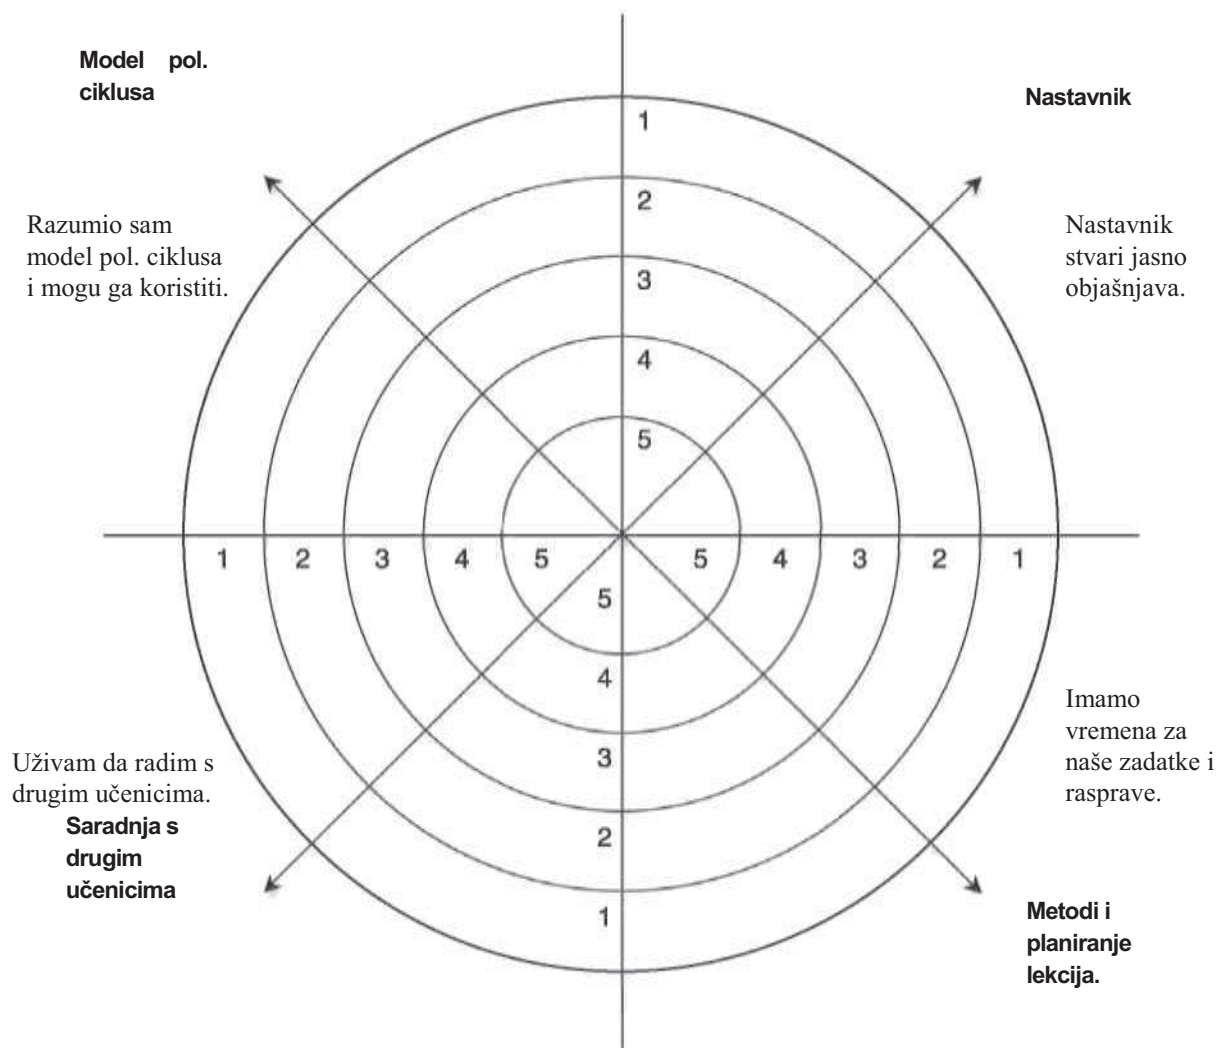 Model pol.
ciklusa
Nastavnik
Razumio sam
model pol. ciklusa
i mogu ga koristiti.
Nastavnik
stvari jasno
objašnjava.
1
2
3
4
5
1 2 3 4 5 5 4 3 2 1
5
4
3
2
1
Uživam da radim s
drugim učenicima.
Saradnja s
drugim
učenicima
Imamo
vremena za
naše zadatke i
rasprave.
Metodi i
planiranje
lekcija.